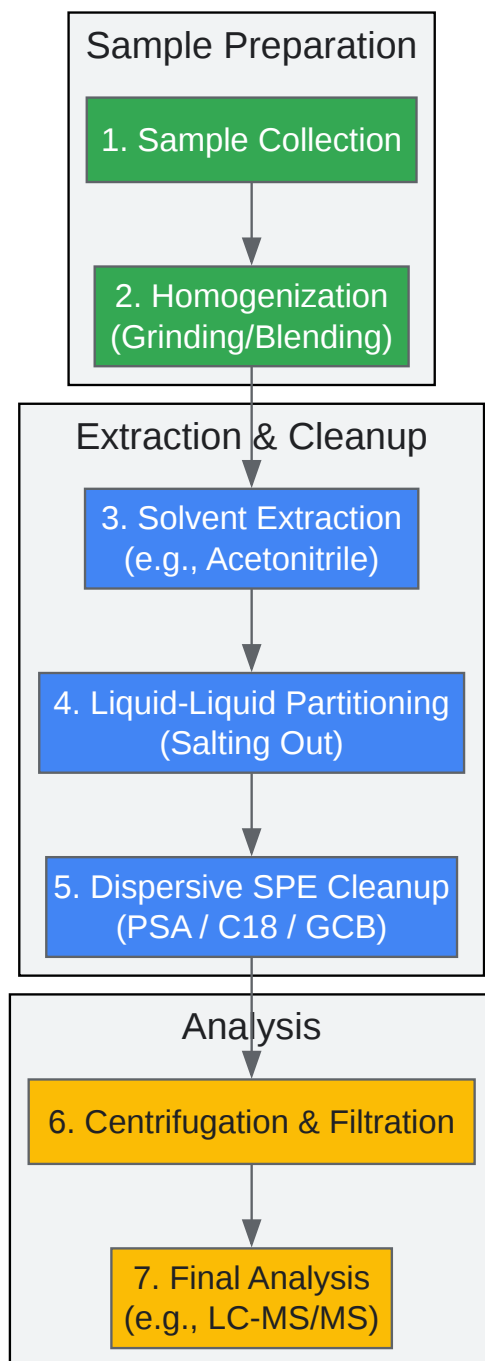 Sample Preparation
1. Sample Collection
2. Homogenization
(Grinding/Blending)
Extraction & Cleanup
3. Solvent Extraction
(e.g., Acetonitrile)
4. Liquid-Liquid Partitioning
(Salting Out)
5. Dispersive SPE Cleanup
(PSA / C18 / GCB)
Analysis
6. Centrifugation & Filtration
7. Final Analysis
(e.g., LC-MS/MS)